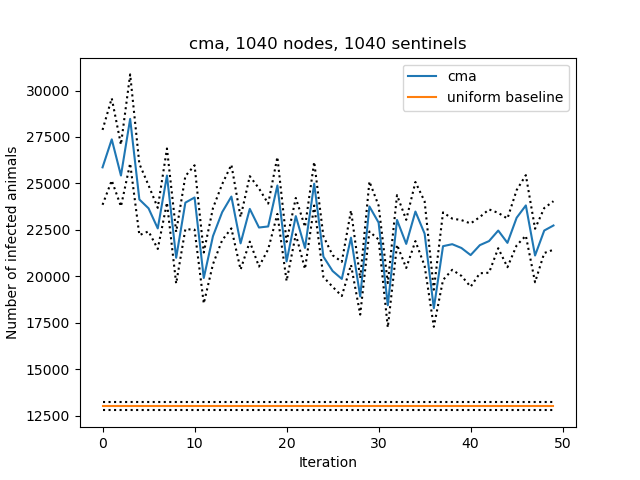 cma, 1040 nodes, 1040 sentinels
cma
uniform baseline
Number of infected animals
30000
27500
25000
22500
20000
17500
15000
12500
0 10 20 30 40 50
Iteration